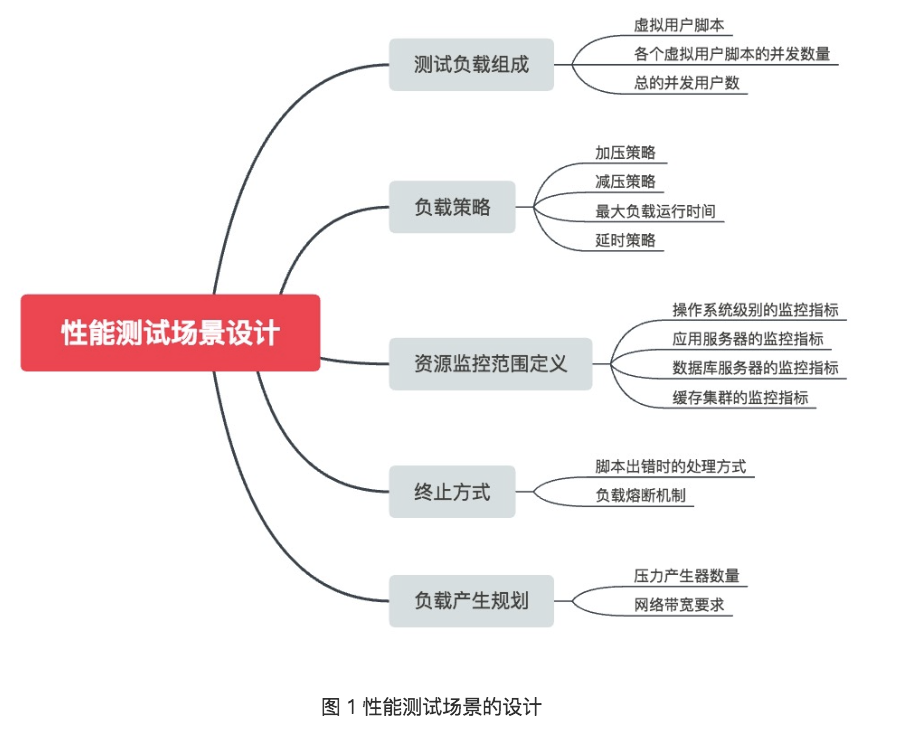 性能测试场景设计
测试负载组成
虚拟用户脚本
各个虚拟用户脚本的并发数量
总的并发用户数
负载策略
加压策略
减压策略
最大负载运行时间
延时策略
资源监控范围定义
操作系统级别的监控指标
应用服务器的监控指标
数据库服务器的监控指标
缓存集群的监控指标
终止方式
脚本出错时的处理方式
负载熔断机制
负载产生规划
压力产生器数量
网络带宽要求
图 1 性能测试场景的设计